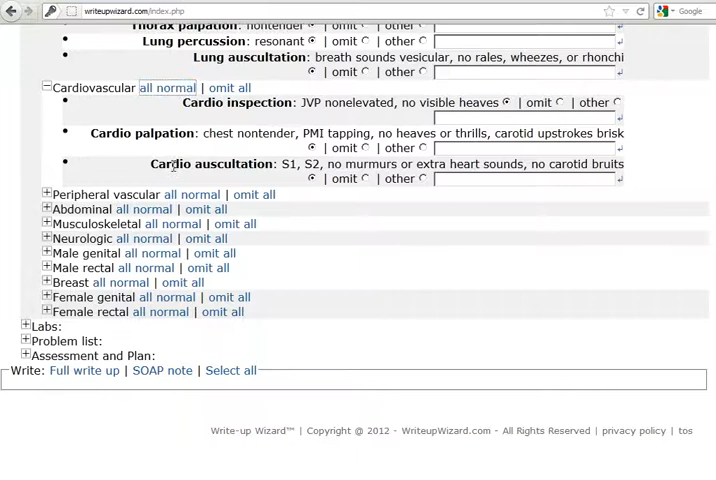 writeupwizard.com/index.php
Google
Thorax palpation: nontender | omit | other
Lung percussion: resonant | omit | other
Lung auscultation: breath sounds vesicular, no rales, wheezes, or rhonchi
| omit | other
Cardiovascular all normal | omit all
Cardio inspection: JVP nonelevated, no visible heaves | omit | other
Cardio palpation: chest nontender, PMI tapping, no heaves or thrills, carotid upstrokes brisk
| omit | other
Cardio auscultation: S1, S2, no murmurs or extra heart sounds, no carotid bruits
| omit | other
Peripheral vascular all normal | omit all
Abdominal all normal | omit all
Musculoskeletal all normal | omit all
Neurologic all normal | omit all
Male genital all normal | omit all
Male rectal all normal | omit all
Breast all normal | omit all
Female genital all normal | omit all
Female rectal all normal | omit all
Labs:
Problem list:
Assessment and Plan:
Write: Full write up | SOAP note | Select all
Write-up Wizard™ | Copyright © 2012 - WriteupWizard.com - All Rights Reserved | privacy policy | tos